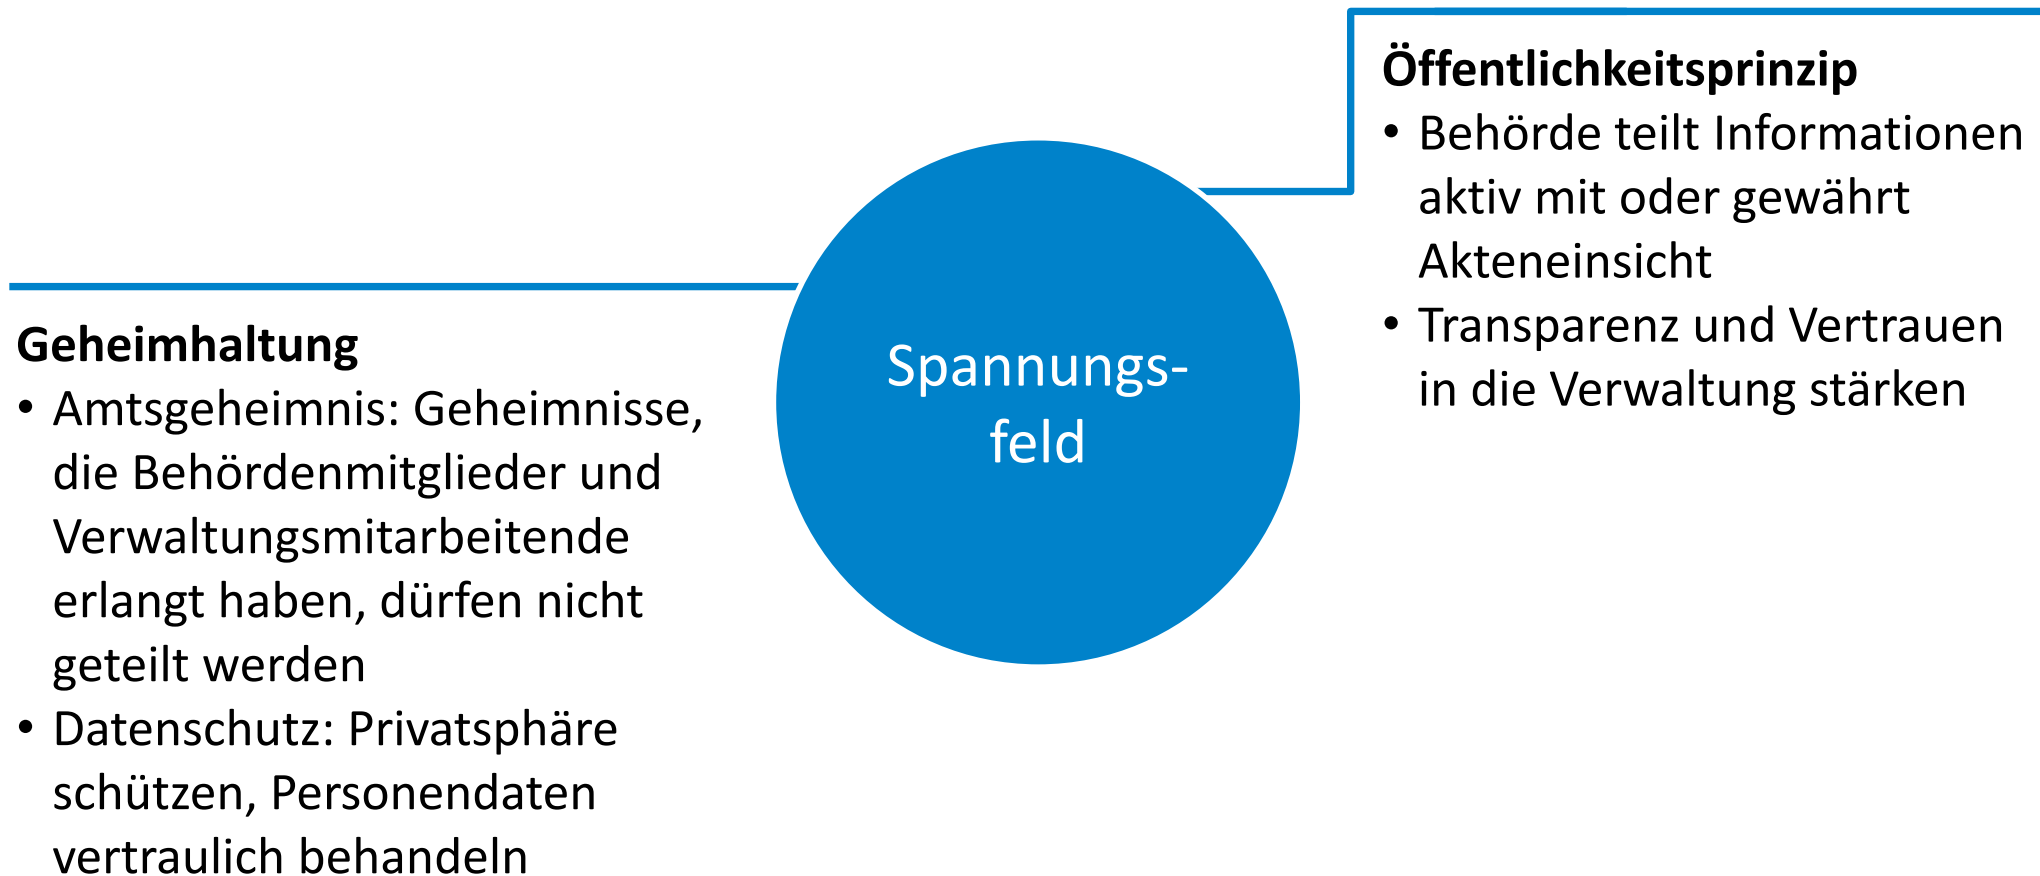 Geheimhaltung
• Amtsgeheimnis: Geheimnisse,
die Behördenmitglieder und
Verwaltungsmitarbeitende
erlangt haben, dürfen nicht
geteilt werden
• Datenschutz: Privatsphäre
schützen, Personendaten
vertraulich behandeln
Spannungs-
feld
Öffentlichkeitsprinzip
• Behörde teilt Informationen
aktiv mit oder gewährt
Akteneinsicht
• Transparenz und Vertrauen
in die Verwaltung stärken